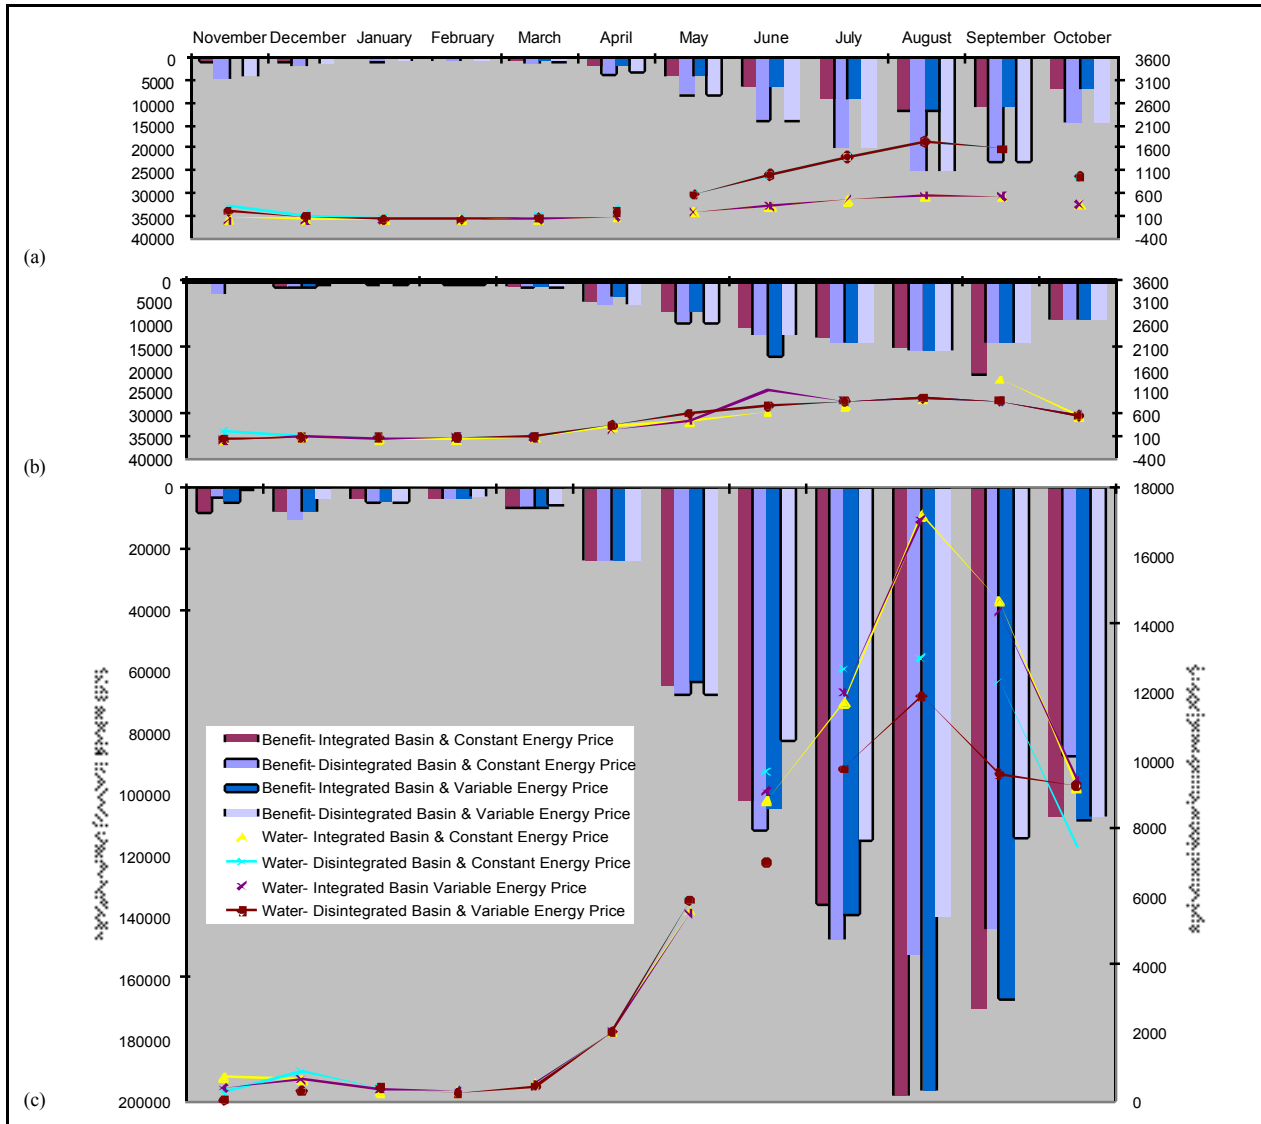 November December January February March April May June July August September October
0 3600
5000 3100
10000 2600
15000 2100
20000 1600
25000 1100
30000 600
35000 100
40000 -400
(a)
0 3600
5000 3100
10000 2600
15000 2100
20000 1600
25000 1100
30000 600
35000 100
40000 -400
(b)
0 18000
20000 16000
40000 14000
60000 12000
80000 10000
100000 8000
120000 6000
140000 4000
160000 2000
180000 0
200000
Benefit- Integrated Basin & Constant Energy Price
Benefit- Disintegrated Basin & Constant Energy Price
Benefit- Integrated Basin & Variable Energy Price
Benefit- Disintegrated Basin & Variable Energy Price
Water- Integrated Basin & Constant Energy Price
Water- Disintegrated Basin & Constant Energy Price
Water- Integrated Basin Variable Energy Price
Water- Disintegrated Basin & Variable Energy Price
(c)